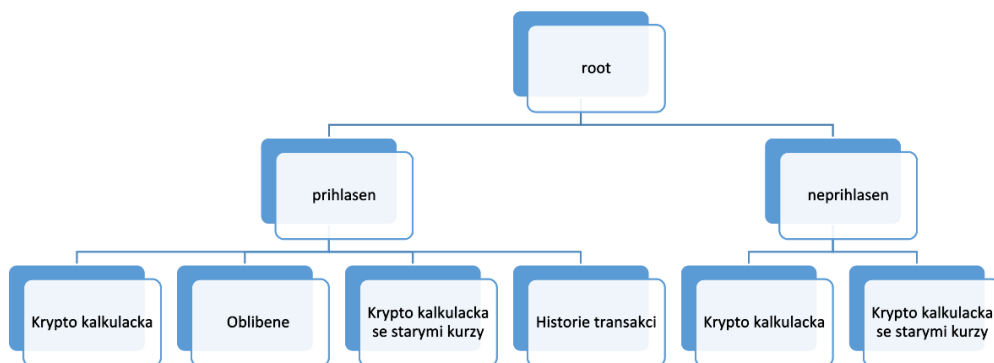 root
prihlasen
neprihlasen
Krypto kalkulacka
Oblibene
Krypto kalkulacka
se starymi kurzy
Historie transakci
Krypto kalkulacka
Krypto kalkulacka
se starymi kurzy